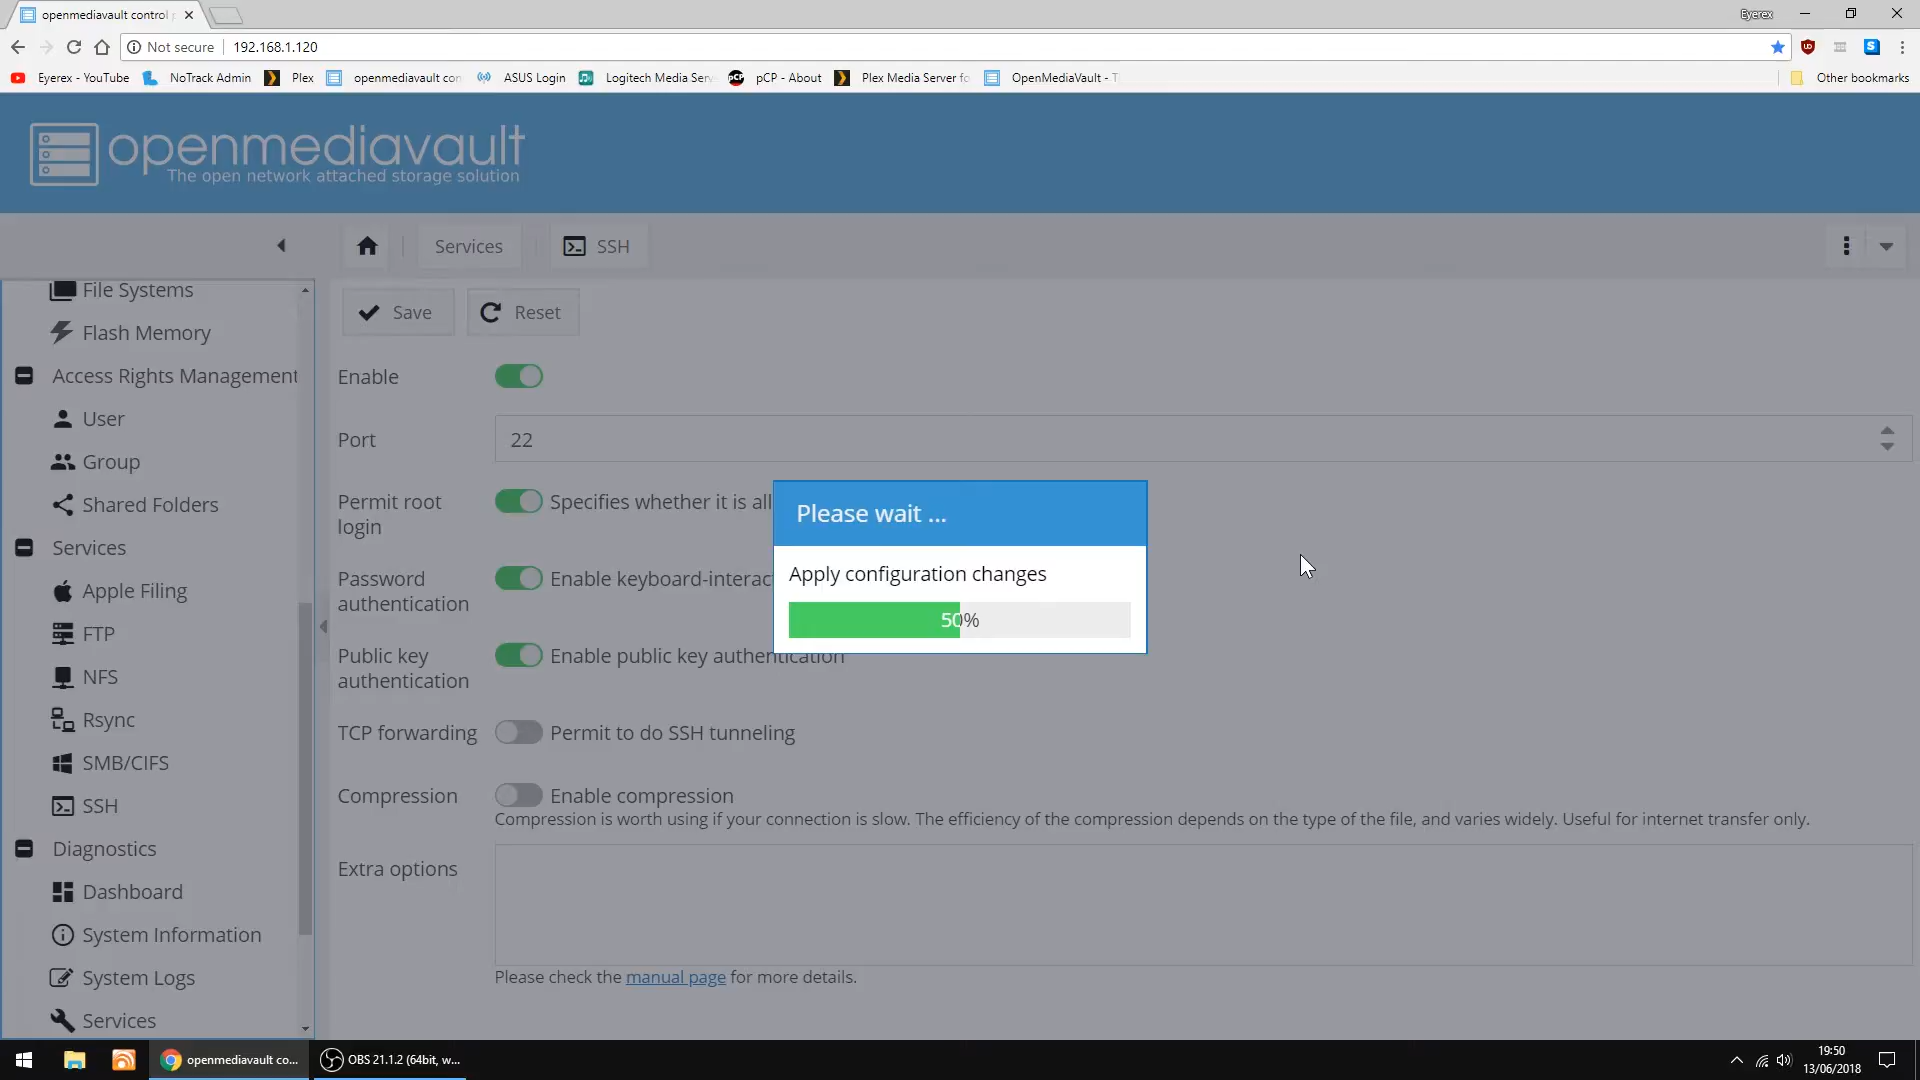 openmediavault control
Eyerex
Not secure
192.168.1.120
Eyerex - YouTube
NoTrack Admin
Plex
openmediavault con
ASUS Login
Logitech Media Serv
pCP - About
Plex Media Server fo
OpenMediaVault - T
Other bookmarks
openmediavault
The open network attached storage solution
Services
SSH
File Systems
Flash Memory
Access Rights Management
User
Group
Shared Folders
Services
Apple Filing
FTP
NFS
Rsync
SMB/CIFS
SSH
Diagnostics
Dashboard
System Information
System Logs
Services
Save
Reset
Enable
Port
22
Permit root
login
Specifies whether it is all
Password
authentication
Enable keyboard-interac
Public key
authentication
Enable public key authentication
TCP forwarding
Permit to do SSH tunneling
Compression
Enable compression
Compression is worth using if your connection is slow. The efficiency of the compression depends on the type of the file, and varies widely. Useful for internet transfer only.
Extra options
Please check the manual page for more details.
Please wait ...
Apply configuration changes
50%
openmediavault co...
OBS 21.1.2 (64bit, w...
19:50
13/06/2018